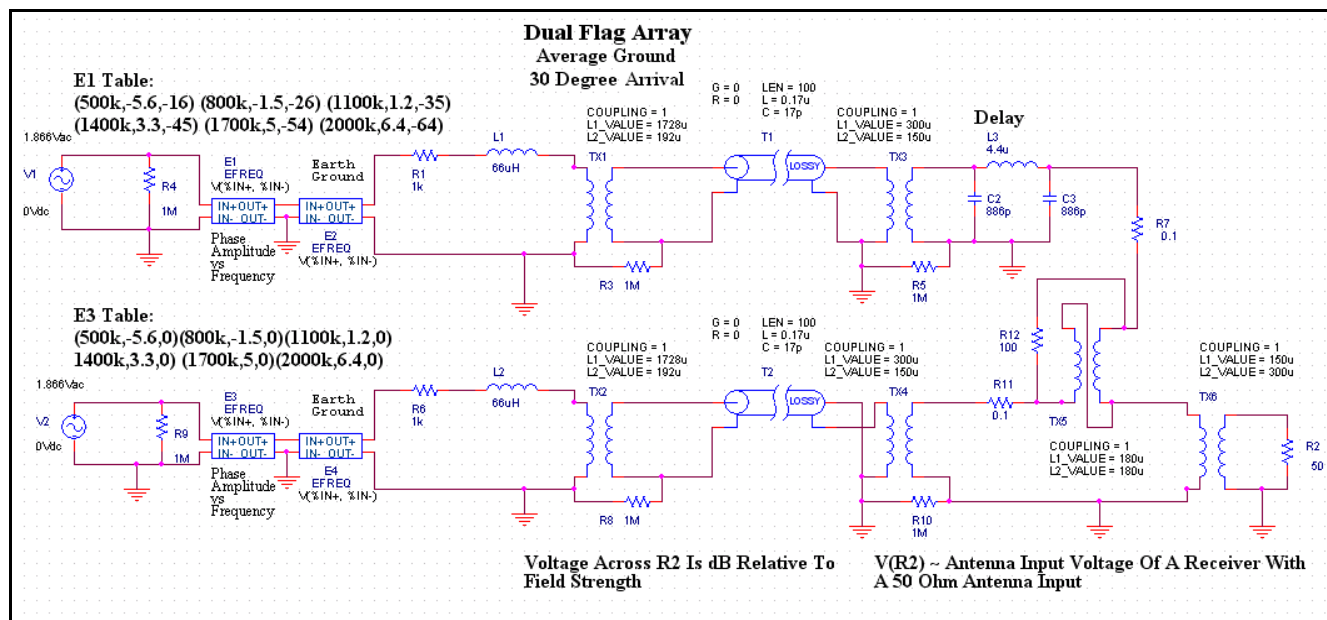 Dual Flag Array
Average Ground
30 Degree Arrival
E1 Table:
(500k,-5.6,-16) (800k,-1.5,-26) (1100k,1.2,-35)
(1400k,3.3,-45) (1700k,5,-54) (2000k,6.4,-64)
1.866Vac
V1
0Vdc
R4
1M
E1
EFREQ
V(%IN+, %IN-)
IN+OUT+
IN- OUT-
Phase
Amplitude
vs
Frequency
Earth
Ground
IN+OUT+
IN- OUT-
E2
EFREQ
V(%IN+, %IN-)
R1
1k
L1
66uH
COUPLING = 1
L1_VALUE = 1728u
L2_VALUE = 192u
TX1
R3 1M
G = 0 LEN = 100
R = 0 L = 0.17u
C = 17p
T1
LOSSY
COUPLING = 1
L1_VALUE = 300u
L2_VALUE = 150u
TX3
R5
1M
Delay
L3
4.4u
C2
886p
C3
886p
R7
0.1
E3 Table:
(500k,-5.6,0)(800k,-1.5,0)(1100k,1.2,0)
1400k,3.3,0) (1700k,5,0)(2000k,6.4,0)
1.866Vac
V2
0Vdc
R9
1M
E3
EFREQ
V(%IN+, %IN-)
IN+OUT+
IN- OUT-
Phase
Amplitude
vs
Frequency
Earth
Ground
IN+OUT+
IN- OUT-
E4
EFREQ
V(%IN+, %IN-)
R6
1k
L2
66uH
COUPLING = 1
L1_VALUE = 1728u
L2_VALUE = 192u
TX2
R8 1M
G = 0 LEN = 100
R = 0 L = 0.17u
C = 17p
T2
LOSSY
COUPLING = 1
L1_VALUE = 300u
L2_VALUE = 150u
TX4
R10
1M
R12
100
R11
0.1
TX5
COUPLING = 1
L1_VALUE = 180u
L2_VALUE = 180u
COUPLING = 1
L1_VALUE = 150u
L2_VALUE = 300u
TX6
R2
50
Voltage Across R2 Is dB Relative To
Field Strength
V(R2) ~ Antenna Input Voltage Of A Receiver With
A 50 Ohm Antenna Input